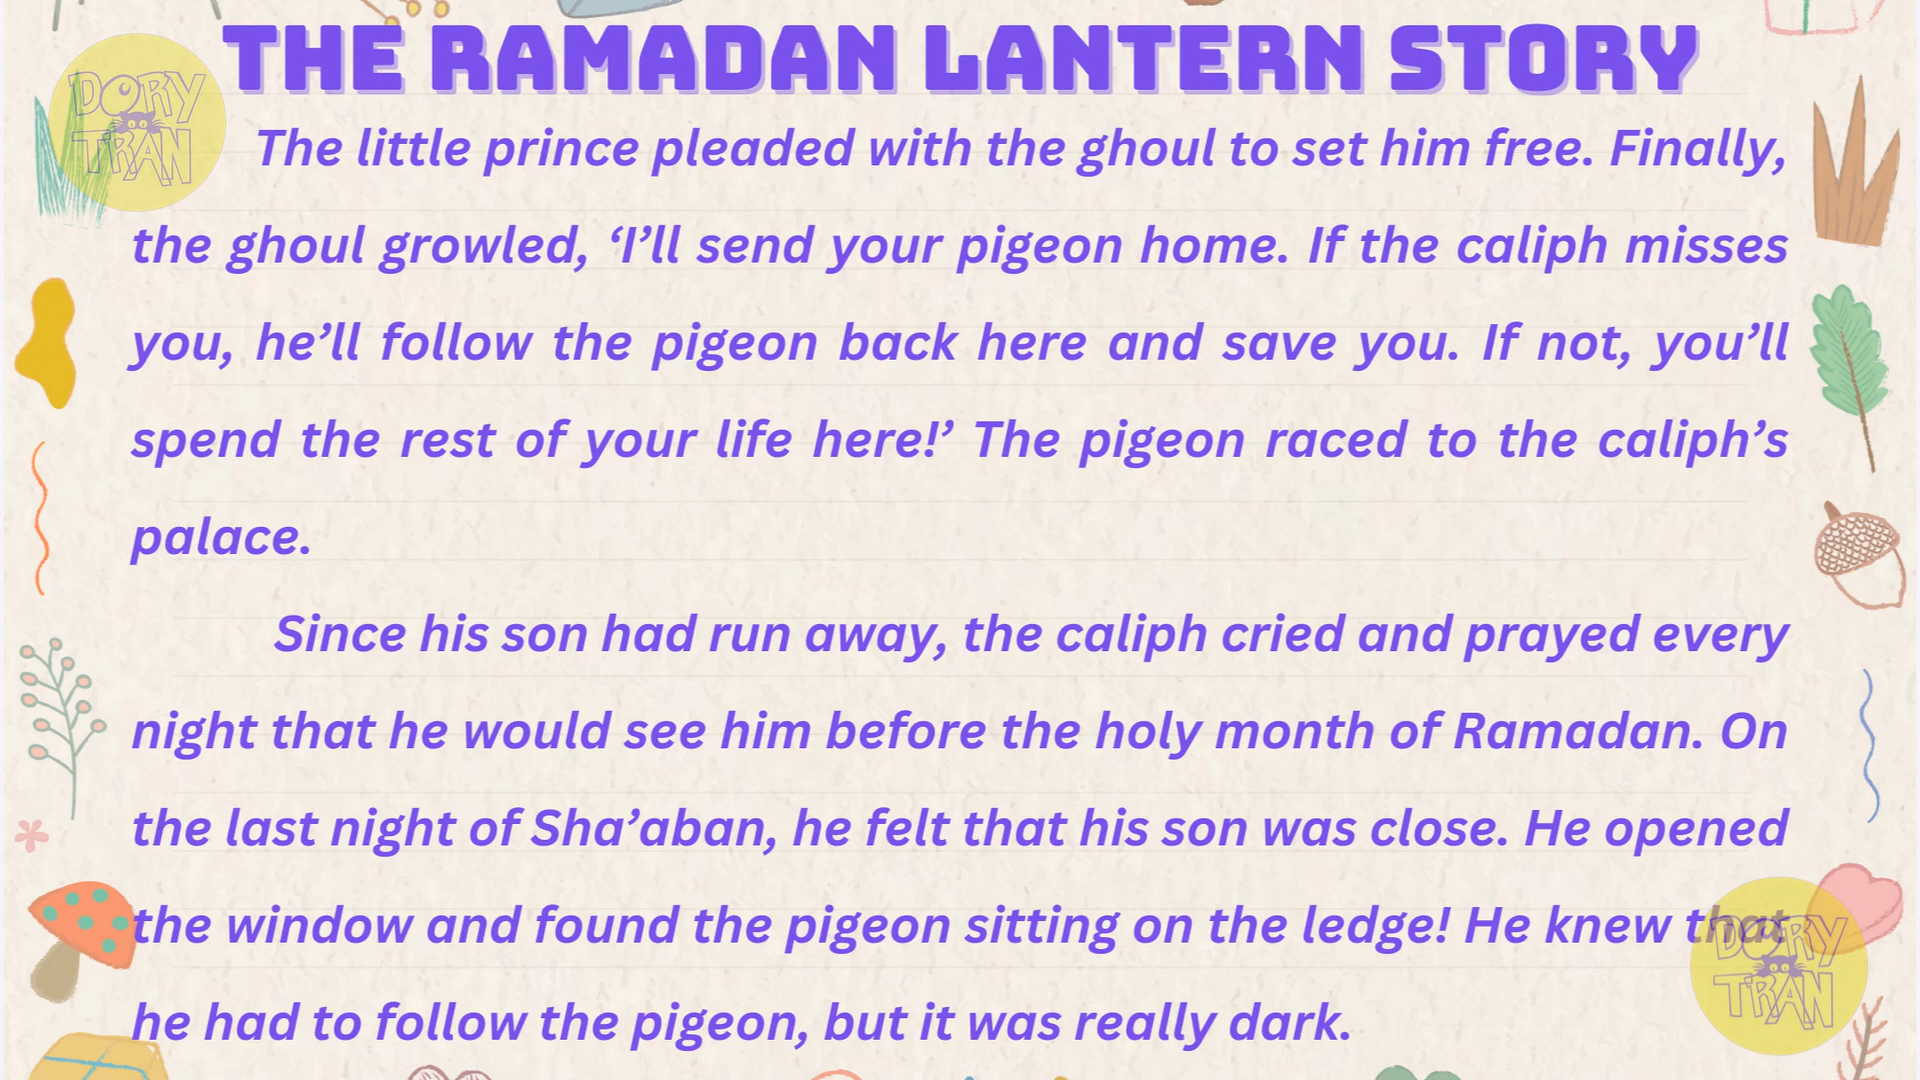 THE RAMADAN LANTERN STORY
DORY
TRAN
The little prince pleaded with the ghoul to set him free. Finally,
the ghoul growled, ‘I’ll send your pigeon home. If the caliph misses
you, he’ll follow the pigeon back here and save you. If not, you’ll
spend the rest of your life here!’ The pigeon raced to the caliph’s
palace.
Since his son had run away, the caliph cried and prayed every
night that he would see him before the holy month of Ramadan. On
the last night of Sha’aban, he felt that his son was close. He opened
the window and found the pigeon sitting on the ledge! He knew that
he had to follow the pigeon, but it was really dark.
DORY
TRAN